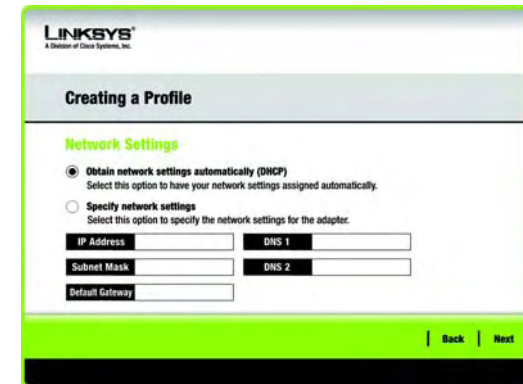 LINKSYS®
A Division of Cisco Systems, Inc.
Creating a Profile
Network Settings
Obtain network settings automatically (DHCP)
Select this option to have your network settings assigned automatically.
Specify network settings
Select this option to specify the network settings for the adapter.
IP Address DNS 1
Subnet Mask DNS 2
Default Gateway
Back Next